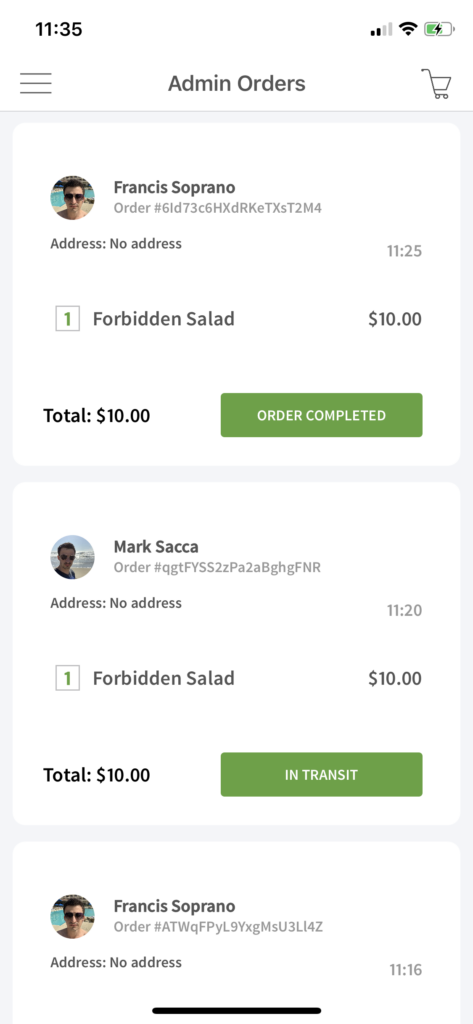 11:35
Admin Orders
Francis Soprano
Order #6Id73c6HXdRKeTXsT2M4
Address: No address
11:25
1 Forbidden Salad $10.00
Total: $10.00 ORDER COMPLETED
Mark Sacca
Order #qgtFYSS2zPa2aBghgFNR
Address: No address
11:20
1 Forbidden Salad $10.00
Total: $10.00 IN TRANSIT
Francis Soprano
Order #ATWqFPyL9YxgMsU3Ll4Z
Address: No address
11:16